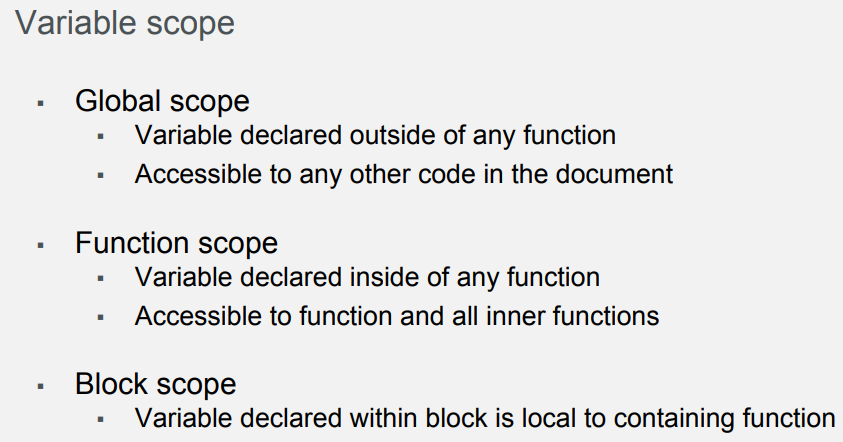 Variable scope
▪ Global scope
▪ Variable declared outside of any function
▪ Accessible to any other code in the document
▪ Function scope
▪ Variable declared inside of any function
▪ Accessible to function and all inner functions
▪ Block scope
▪ Variable declared within block is local to containing function